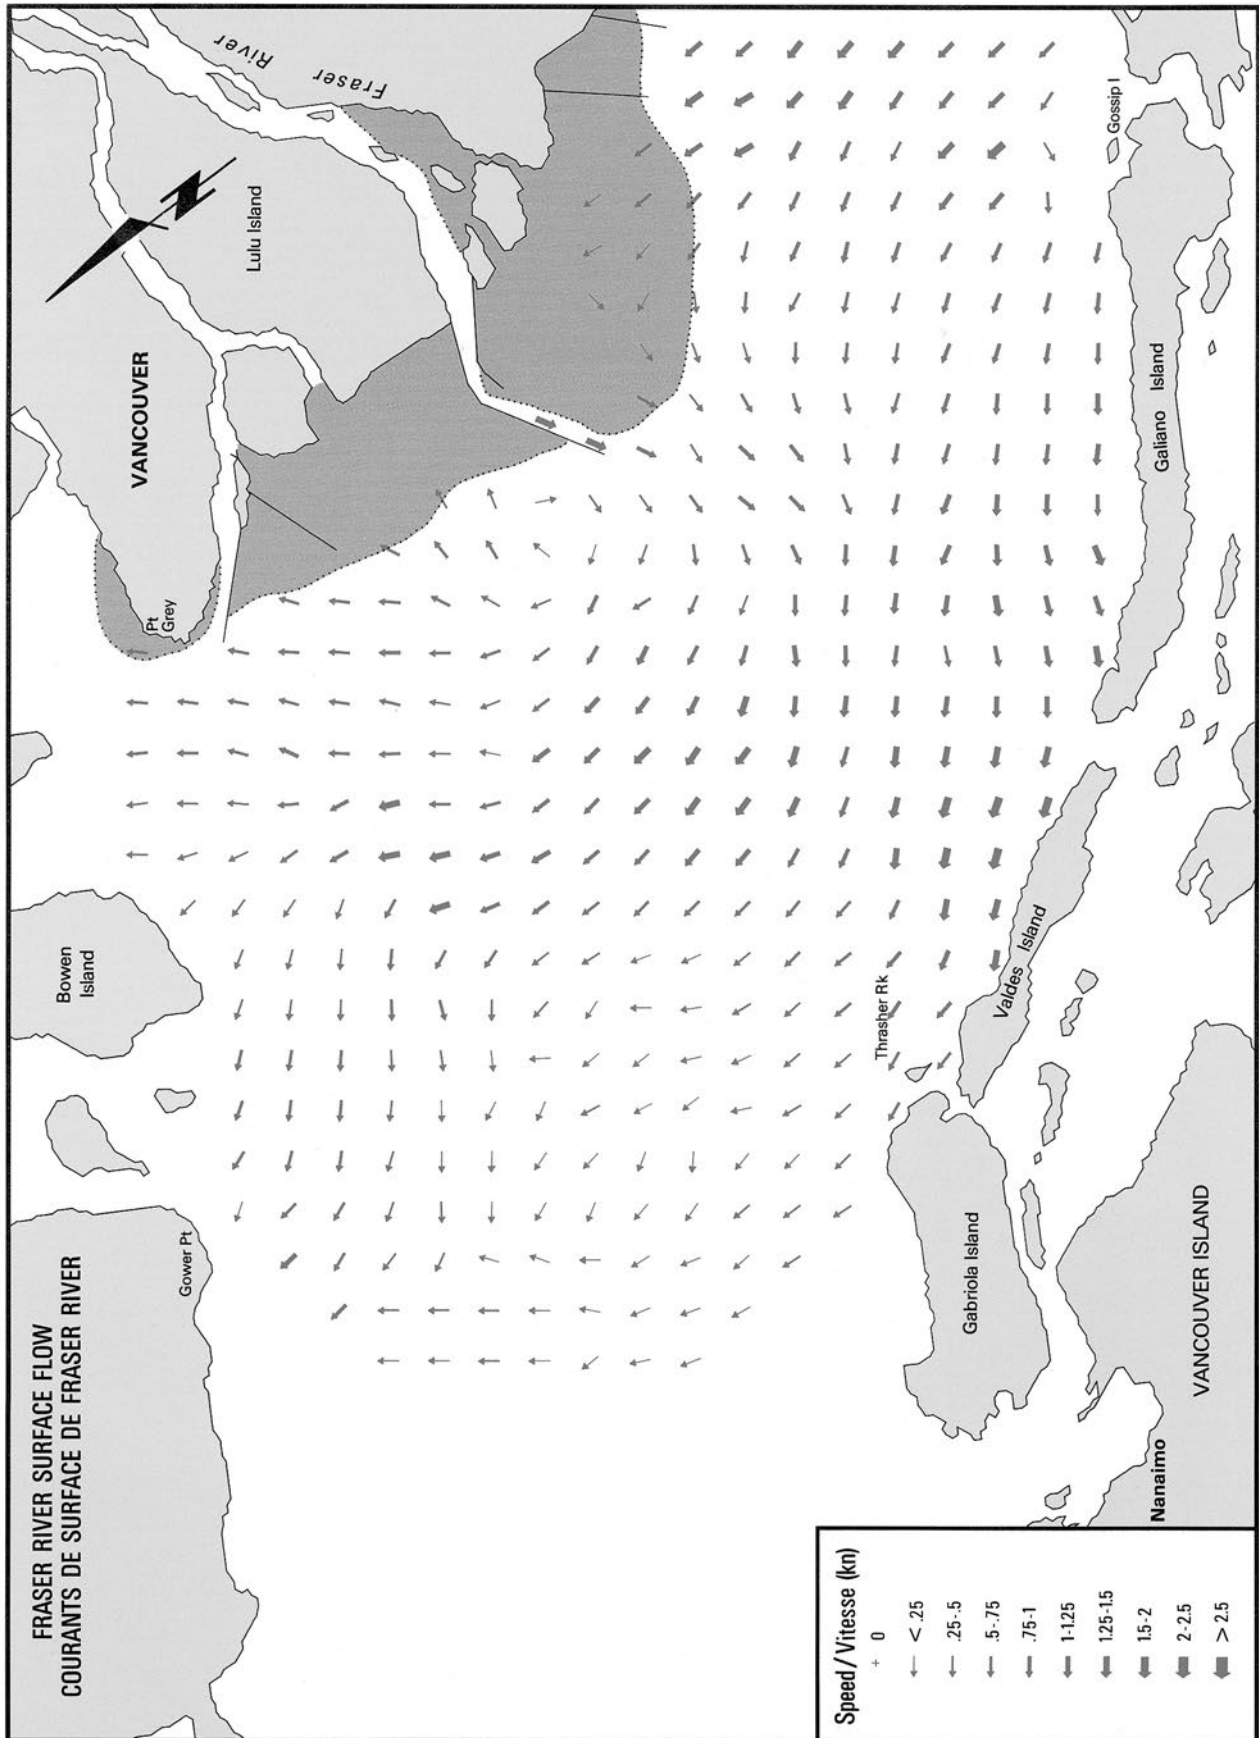 FRASER RIVER SURFACE FLOW
COURANTS DE SURFACE DE FRASER RIVER
Gower Pt
Bowen
Island
Pt
Grey
VANCOUVER
Lulu Island
Fraser
River
N
Gossip I
Galiano Island
Valdes Island
Thrasher Rk
Gabriola Island
VANCOUVER ISLAND
Nanaimo
Speed/Vitesse (kn)
+ 0
< .25
.25-.5
.5-.75
.75-1
1-1.25
1.25-1.5
1.5-2
2-2.5
> 2.5